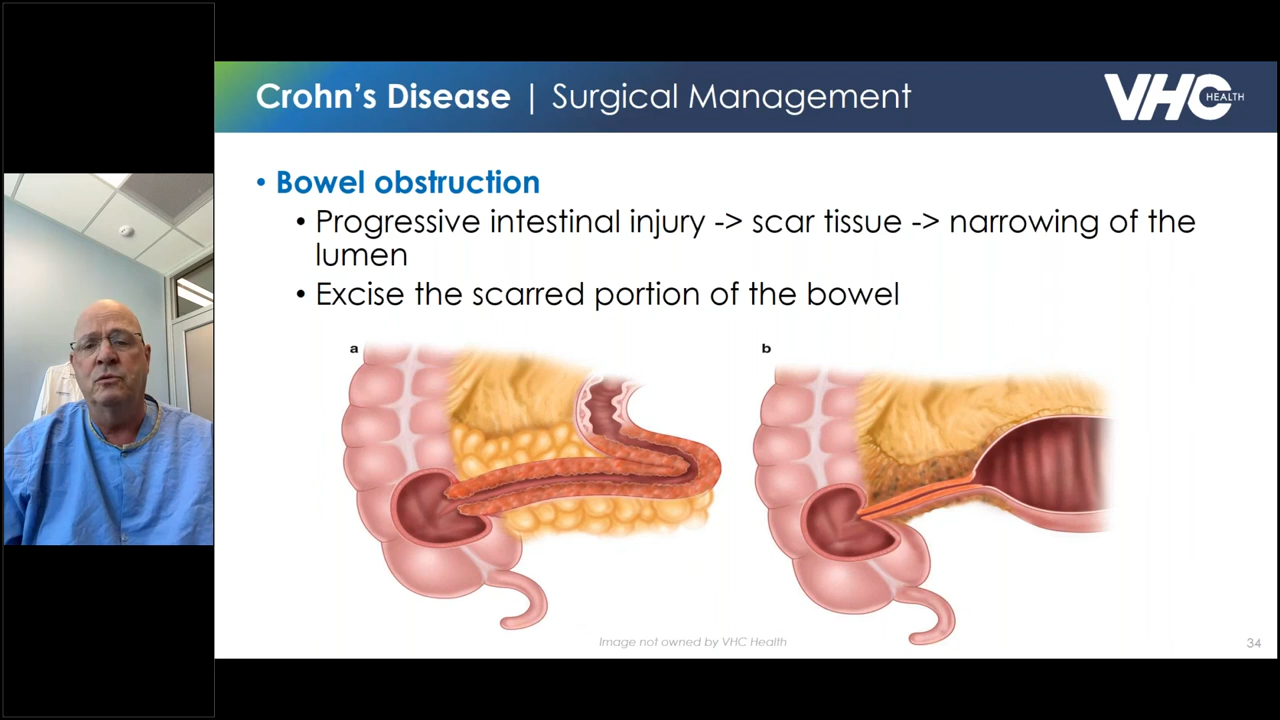 Crohn's Disease | Surgical Management
VHC HEALTH
• Bowel obstruction
• Progressive intestinal injury -> scar tissue -> narrowing of the
lumen
• Excise the scarred portion of the bowel
a
b
Image not owned by VHC Health
34